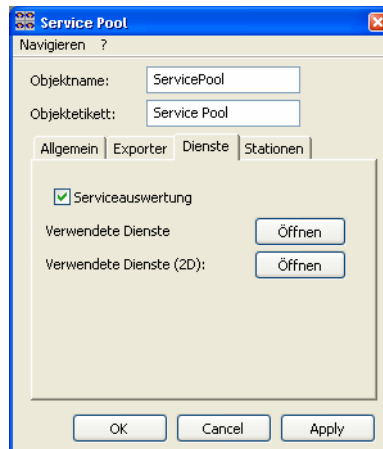 Service Pool
Navigieren ?
Objektname: ServicePool
Objektetikett: Service Pool
Allgemein Exporter Dienste Stationen
Serviceauswertung
Verwendete Dienste Öffnen
Verwendete Dienste (2D): Öffnen
OK Cancel Apply